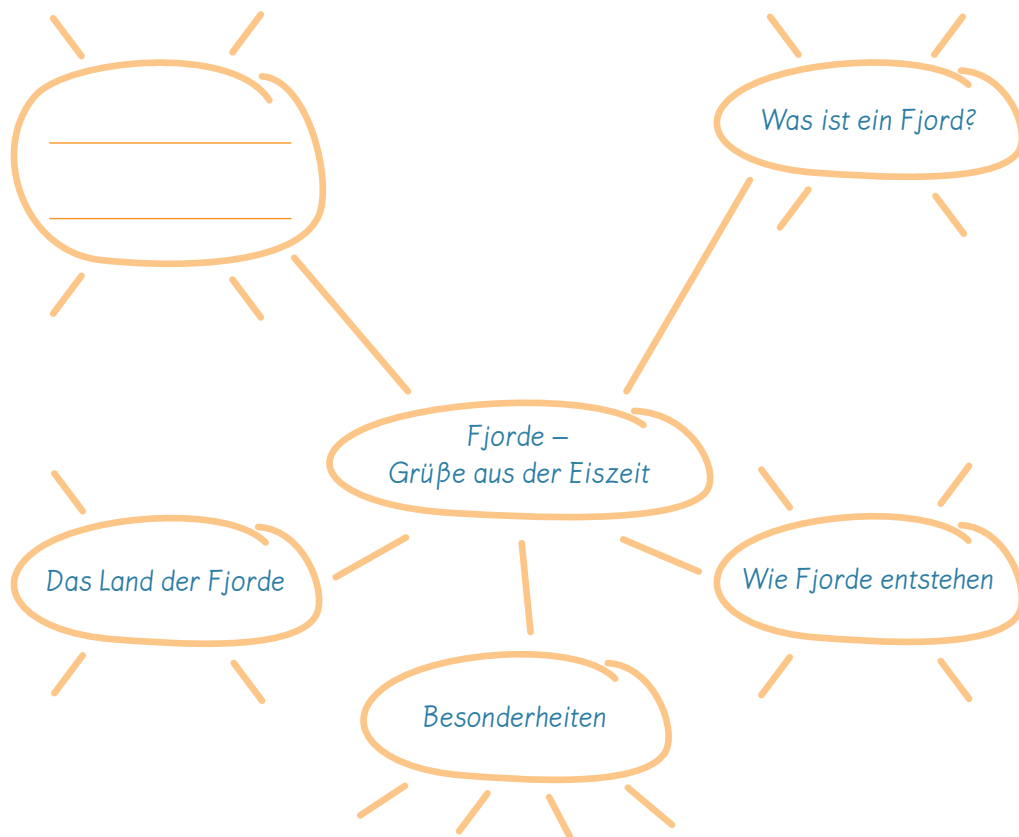 Was ist ein Fjord?
Fjorde –
Grüße aus der Eiszeit
Das Land der Fjorde
Wie Fjorde entstehen
Besonderheiten